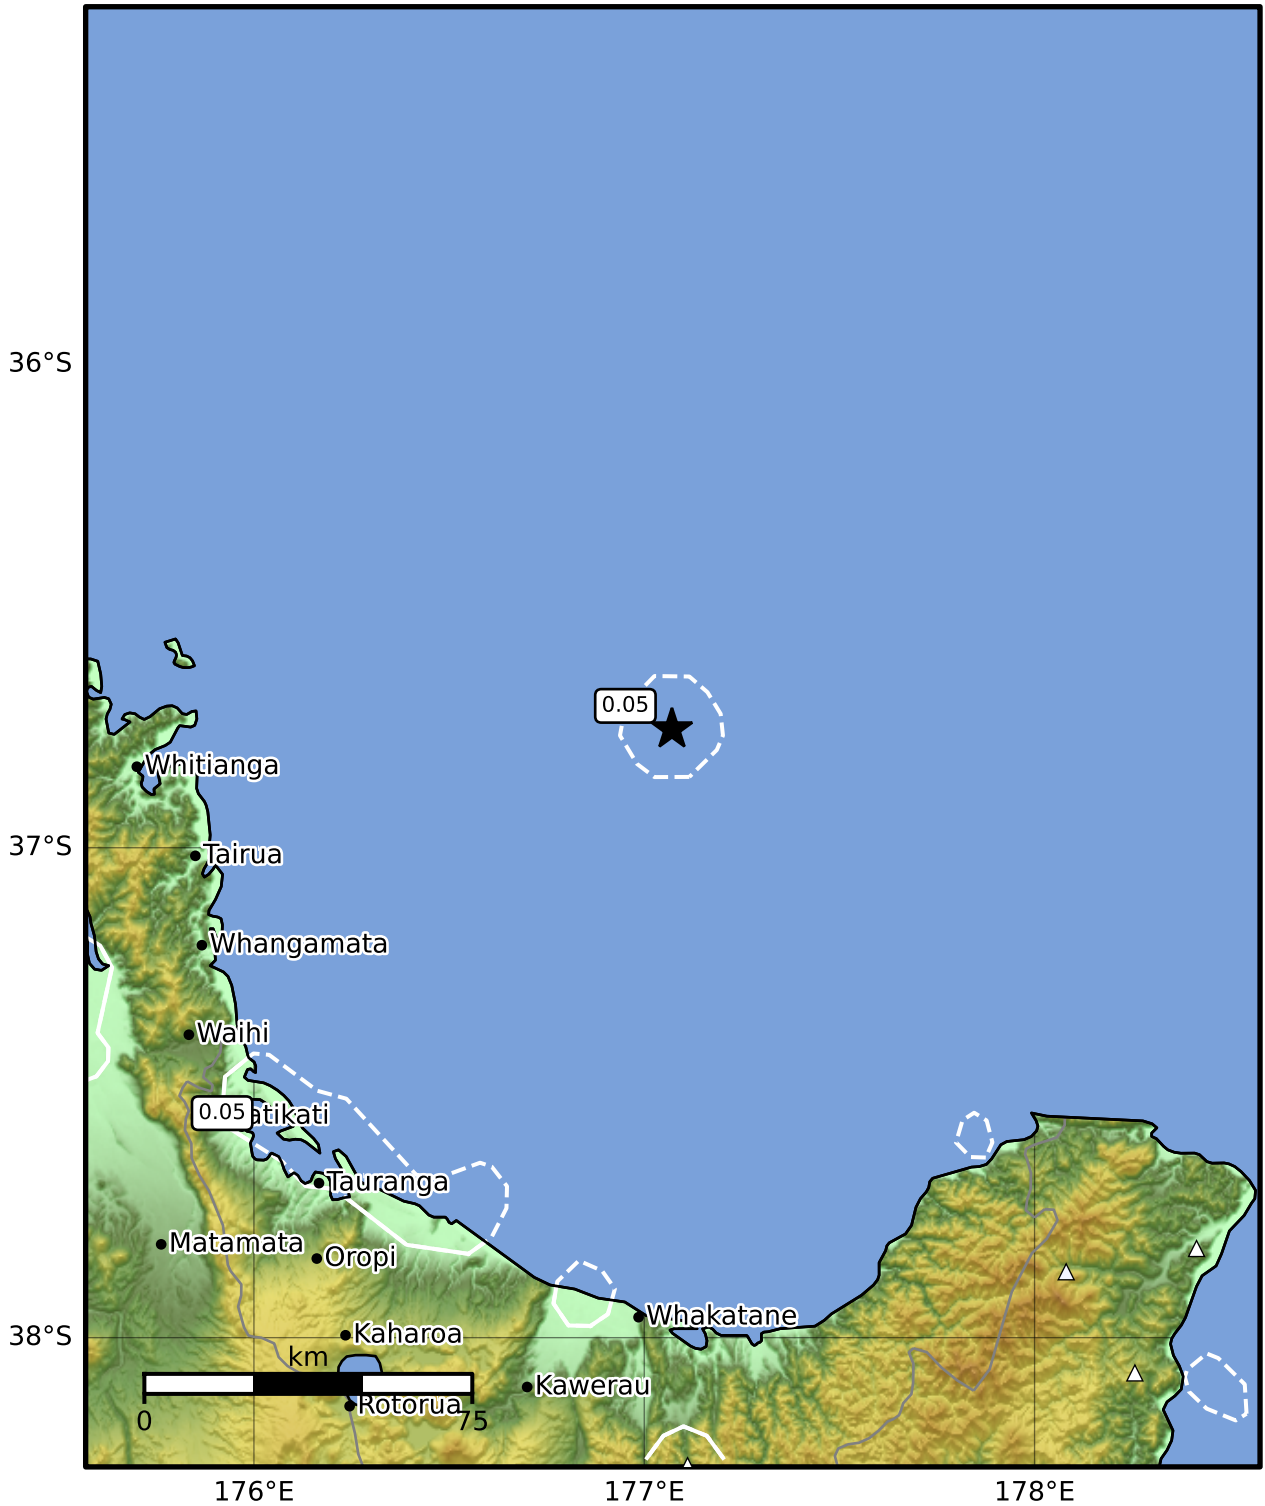 36°S
0.05
Whitianga
37°S
Tairua
Whangamata
Waihi
0.05
atikati
Tauranga
Matamata
Oropi
Whakatane
38°S
Kaharoa
km
Kawerau
Rotorua
0
75
176°E
177°E
178°E